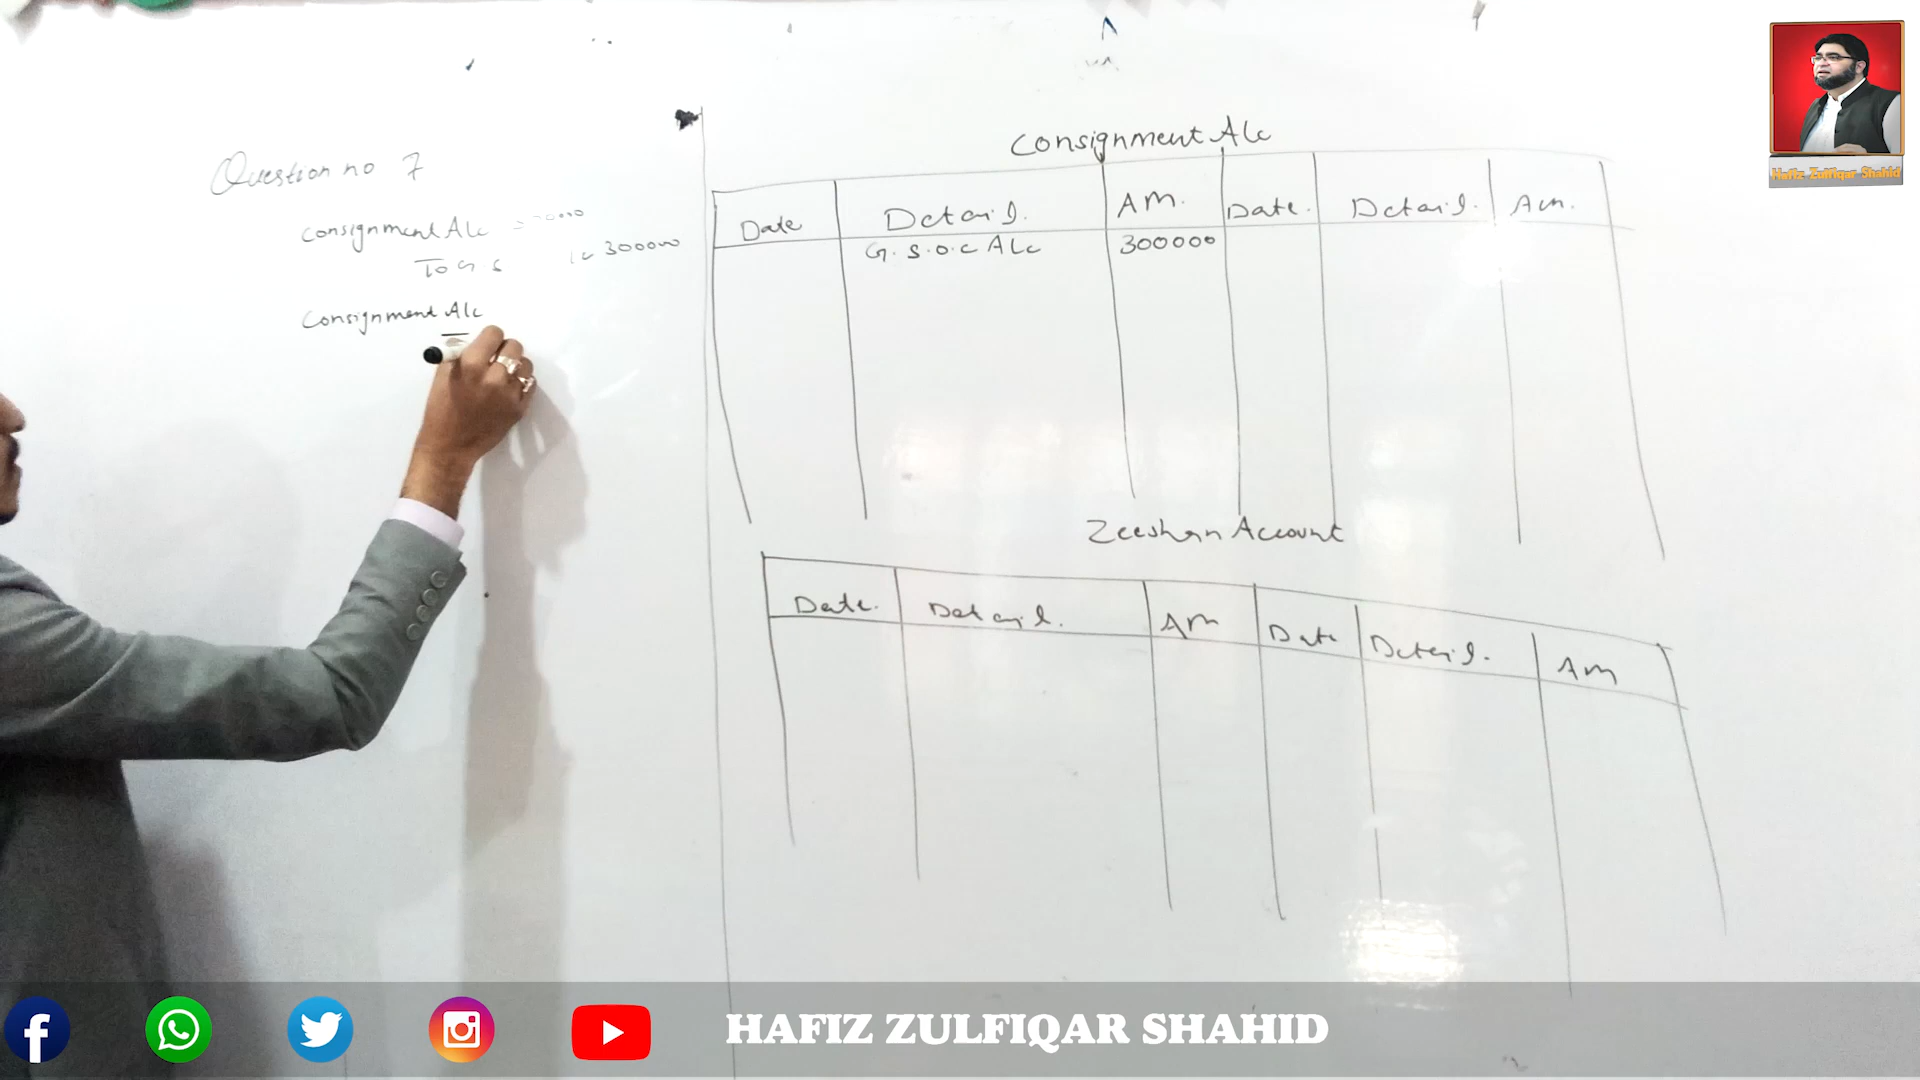 Question no 7
Consignment A/c
To G.S 300000
Consignment A/c
Consignment A/c
Date Detail. AM. Date. Detail. Am.
G.S.O.C A/c 300000
Zeeshan Account
Date. Detail. AM Date Detail. AM
Hafiz Zulfiqar Shahid
HAFIZ ZULFIQAR SHAHID